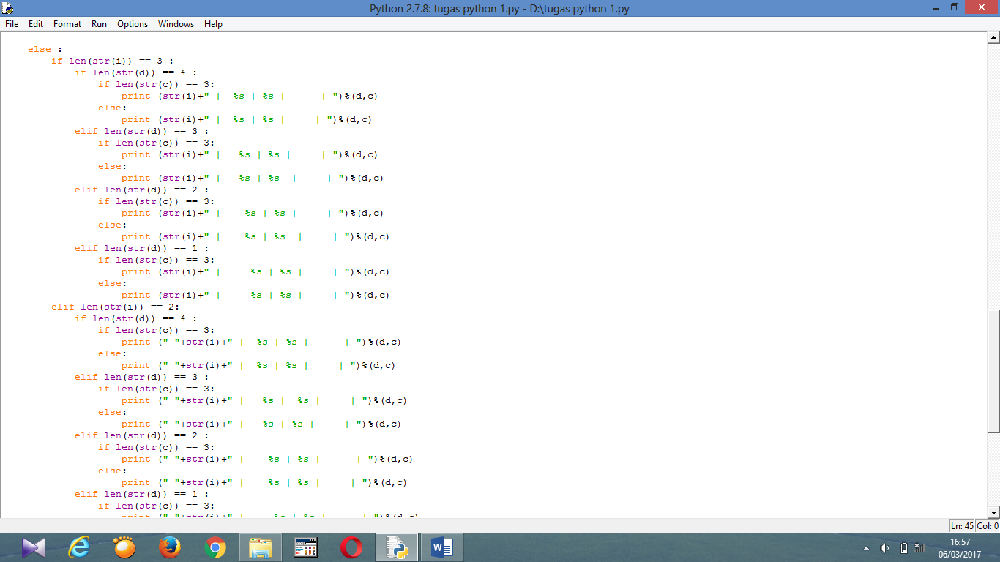 Python 2.7.8: tugas python 1.py - D:\tugas python 1.py
File Edit Format Run Options Windows Help
else :
if len(str(i)) == 3 :
if len(str(d)) == 4 :
if len(str(c)) == 3:
print (str(i)+" |  %s | %s |      | ")%(d,c)
else:
print (str(i)+" |  %s | %s |     | ")%(d,c)
elif len(str(d)) == 3 :
if len(str(c)) == 3:
print (str(i)+" |   %s | %s |     | ")%(d,c)
else:
print (str(i)+" |   %s | %s  |     | ")%(d,c)
elif len(str(d)) == 2 :
if len(str(c)) == 3:
print (str(i)+" |    %s | %s |     | ")%(d,c)
else:
print (str(i)+" |    %s | %s  |     | ")%(d,c)
elif len(str(d)) == 1 :
if len(str(c)) == 3:
print (str(i)+" |     %s | %s |     | ")%(d,c)
else:
print (str(i)+" |     %s | %s |     | ")%(d,c)
elif len(str(i)) == 2:
if len(str(d)) == 4 :
if len(str(c)) == 3:
print (" "+str(i)+" |  %s | %s |      | ")%(d,c)
else:
print (" "+str(i)+" |  %s | %s |     | ")%(d,c)
elif len(str(d)) == 3 :
if len(str(c)) == 3:
print (" "+str(i)+" |   %s |  %s |     | ")%(d,c)
else:
print (" "+str(i)+" |   %s | %s |     | ")%(d,c)
elif len(str(d)) == 2 :
if len(str(c)) == 3:
print (" "+str(i)+" |    %s | %s |      | ")%(d,c)
else:
print (" "+str(i)+" |    %s | %s |     | ")%(d,c)
elif len(str(d)) == 1 :
if len(str(c)) == 3:
print (" "+str(i)+" |     %s | %s |      | ")%(d,c)
Ln: 45 Col: 0
16:57
06/03/2017